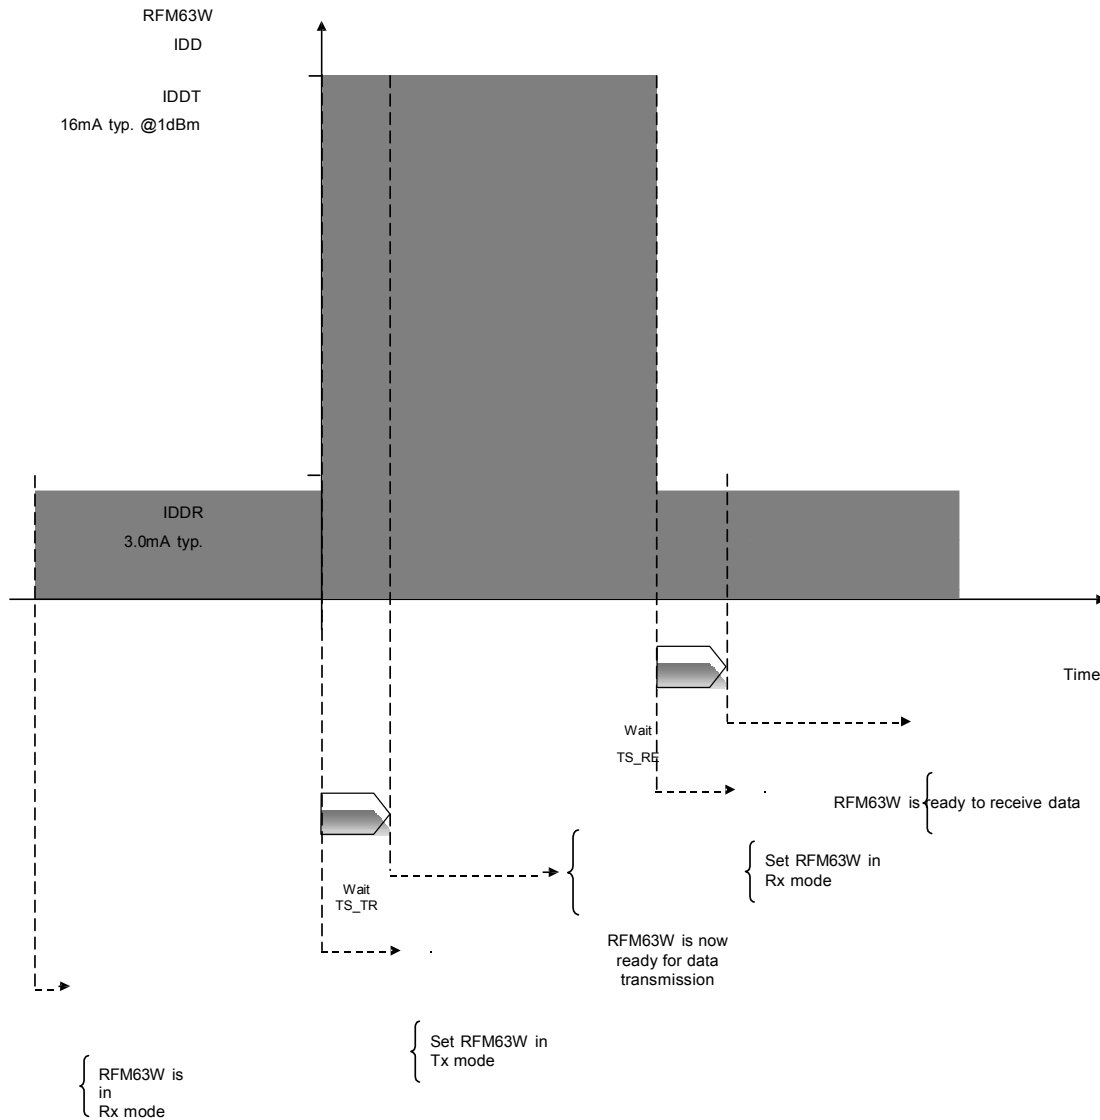 RFM63W
IDD
IDDT
16mA typ. @1dBm
IDDR
3.0mA typ.
Time
Wait
TS_RE
RFM63W is ready to receive data
Set RFM63W in
Rx mode
Wait
TS_TR
RFM63W is now
ready for data
transmission
Set RFM63W in
Tx mode
RFM63W is
in
Rx mode